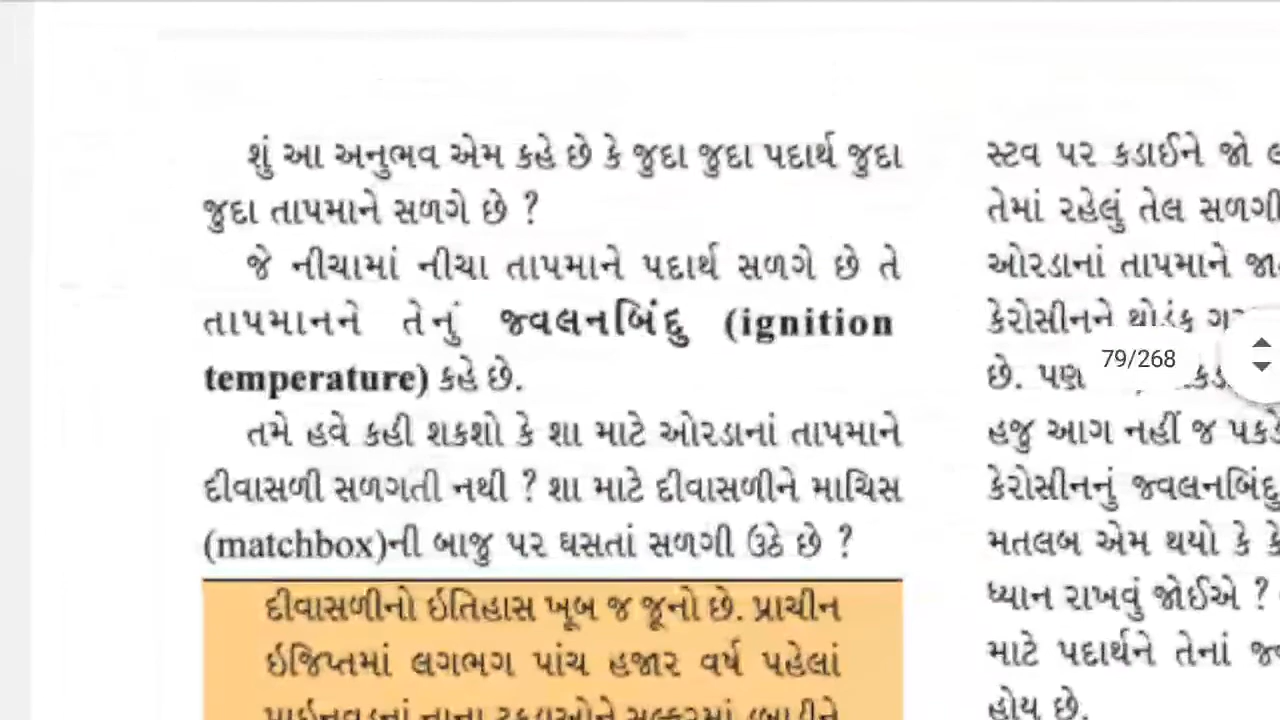 શું આ અનુભવ એમ કહે છે કે જુદા જુદા પદાર્થ જુદા
જુદા તાપમાને સળગે છે ?
જે નીચામાં નીચા તાપમાને પદાર્થ સળગે છે તે
તાપમાનને તેનું જ્વલનબિંદુ (ignition
temperature) કહે છે.
તમે હવે કહી શકશો કે શા માટે ઓરડાનાં તાપમાને
દીવાસળી સળગતી નથી ? શા માટે દીવાસળીને માચિસ
(matchbox)ની બાજુ પર ઘસતાં સળગી ઉઠે છે ?
દીવાસળીનો ઇતિહાસ ખૂબ જ જૂનો છે. પ્રાચીન
ઇજિપ્તમાં લગભગ પાંચ હજાર વર્ષ પહેલાં
સ્ટવ પર કડાઈને જો
તેમાં રહેલું તેલ સળગી
ઓરડાનાં તાપમાને
કેરોસીનને થોડુંક
છે. પણ
હજુ આગ નહીં જ
કેરોસીનનું જ્વલનબિંદુ
મતલબ એમ થયો કે
ધ્યાન રાખવું જોઈએ ?
માટે પદાર્થને તેનાં
હોય છે.
79/268